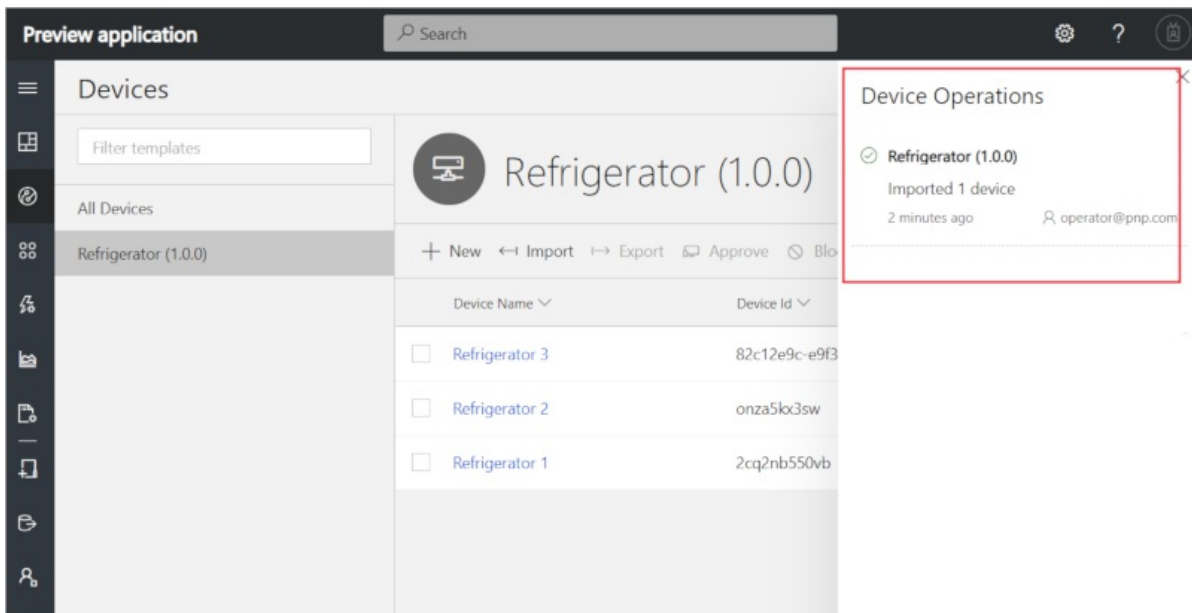 Preview application
Search
?
Devices
Filter templates
All Devices
Refrigerator (1.0.0)
Refrigerator (1.0.0)
New Import Export Approve Blo
Device Name Device Id
Refrigerator 3 82c12e9c-e9f3
Refrigerator 2 onza5kx3sw
Refrigerator 1 2cq2nb550vb
Device Operations
Refrigerator (1.0.0)
Imported 1 device
2 minutes ago operator@pnp.com